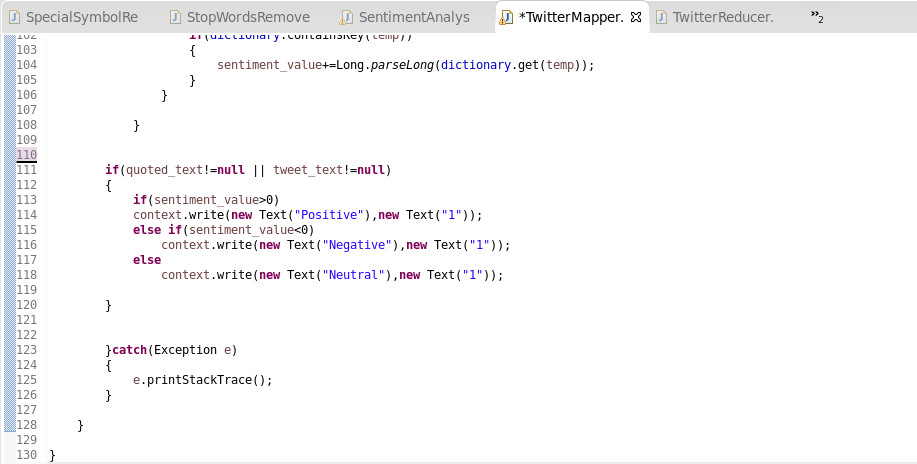 SpecialSymbolRe StopWordsRemove SentimentAnalys *TwitterMapper. TwitterReducer. »2
102 if(dictionary.containsKey(temp))
103 {
104 sentiment_value+=Long.parseLong(dictionary.get(temp));
105 }
106 }
107
108 }
109
110
111 if(quoted_text!=null || tweet_text!=null)
112 {
113 if(sentiment_value>0)
114 context.write(new Text("Positive"),new Text("1"));
115 else if(sentiment_value<0)
116 context.write(new Text("Negative"),new Text("1"));
117 else
118 context.write(new Text("Neutral"),new Text("1"));
119
120 }
121
122
123 }catch(Exception e)
124 {
125 e.printStackTrace();
126 }
127
128 }
129
130 }